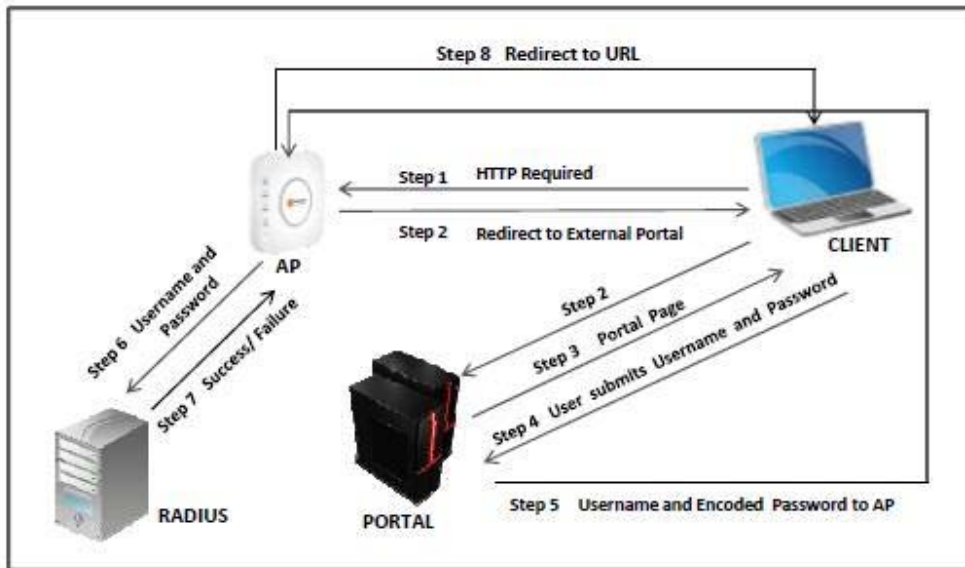 Step 8 Redirect to URL
Step 1 HTTP Required
Step 2 Redirect to External Portal
AP
CLIENT
Step 6 Username and
Password
Step 7 Success/ Failure
Step 2
Step 3 Portal Page
Step 4 User submits Username and Password
RADIUS
PORTAL
Step 5 Username and Encoded Password to AP